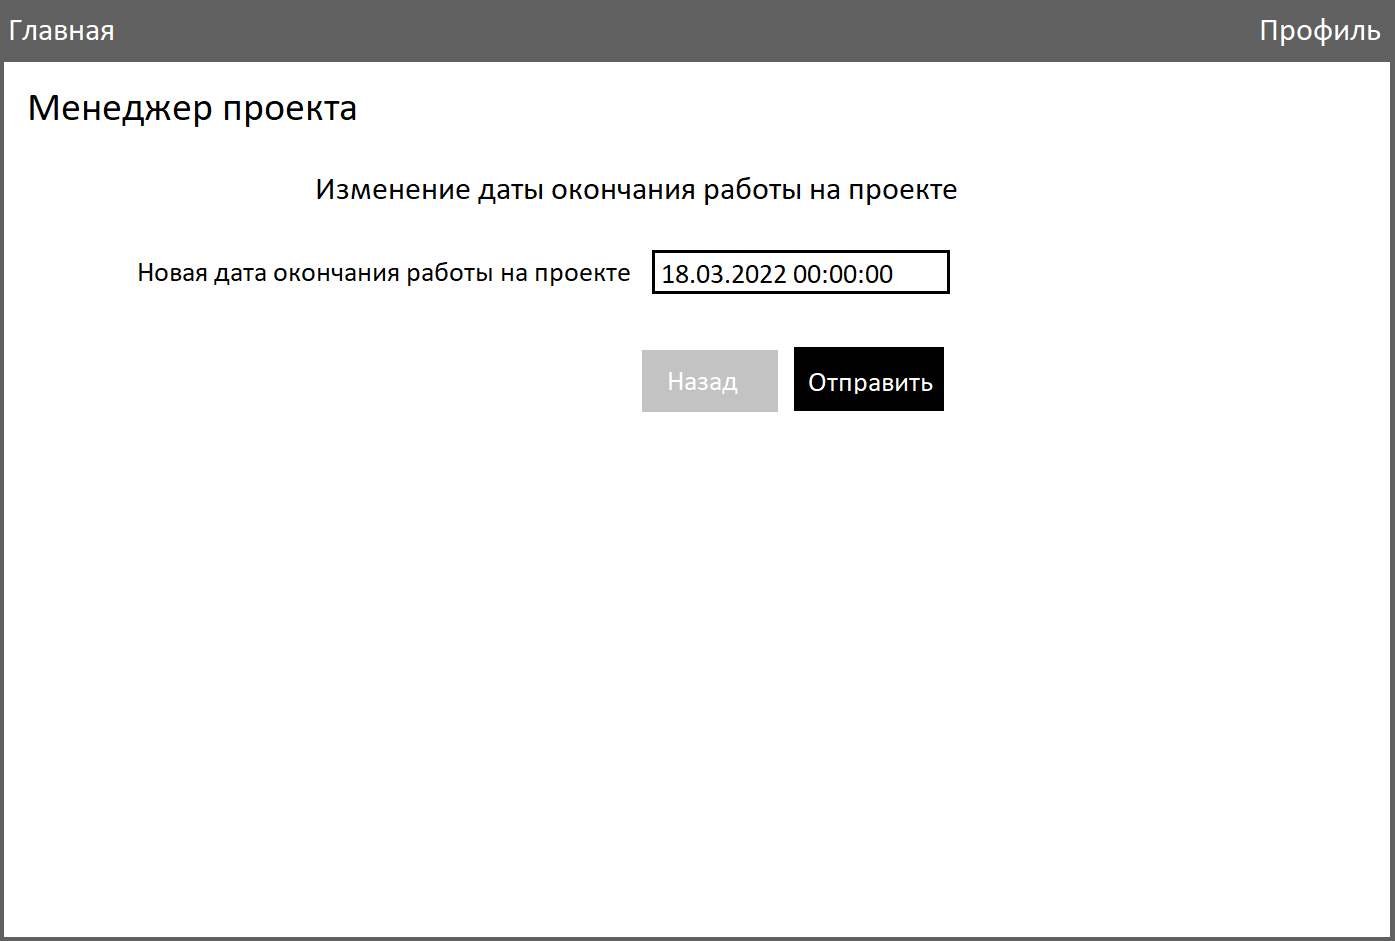 Главная Профиль
Менеджер проекта
Изменение даты окончания работы на проекте
Новая дата окончания работы на проекте 18.03.2022 00:00:00
Назад Отправить